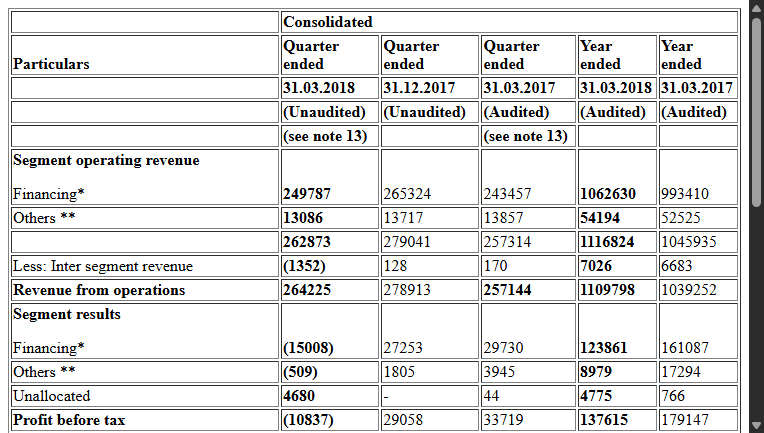 Consolidated
Particulars Quarter ended Quarter ended Quarter ended Year ended Year ended
31.03.2018 31.12.2017 31.03.2017 31.03.2018 31.03.2017
(Unaudited) (Unaudited) (Audited) (Audited) (Audited)
(see note 13) (see note 13)
Segment operating revenue
Financing* 249787 265324 243457 1062630 993410
Others ** 13086 13717 13857 54194 52525
262873 279041 257314 1116824 1045935
Less: Inter segment revenue (1352) 128 170 7026 6683
Revenue from operations 264225 278913 257144 1109798 1039252
Segment results
Financing* (15008) 27253 29730 123861 161087
Others ** (509) 1805 3945 8979 17294
Unallocated 4680 - 44 4775 766
Profit before tax (10837) 29058 33719 137615 179147